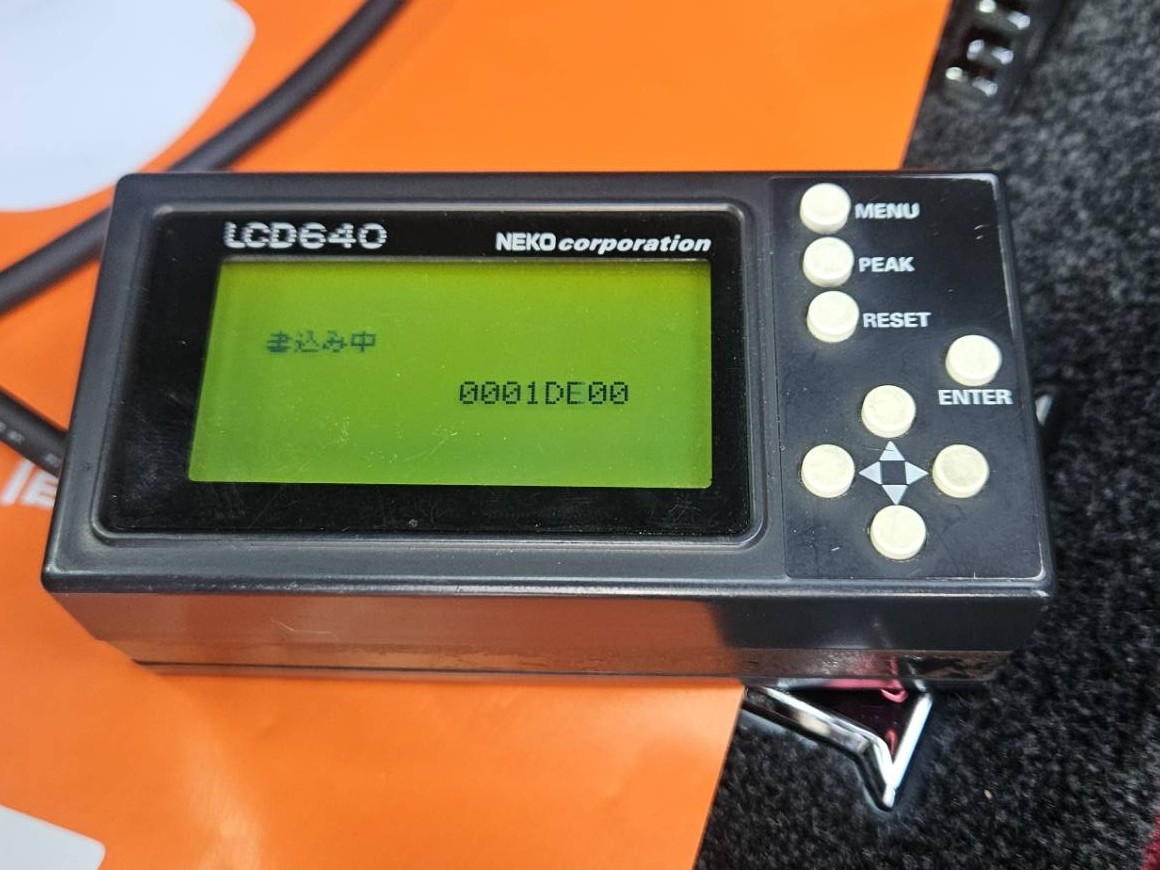 LCD640
NEKO corporation
書込み中
0001DE00
MENU
PEAK
RESET
ENTER